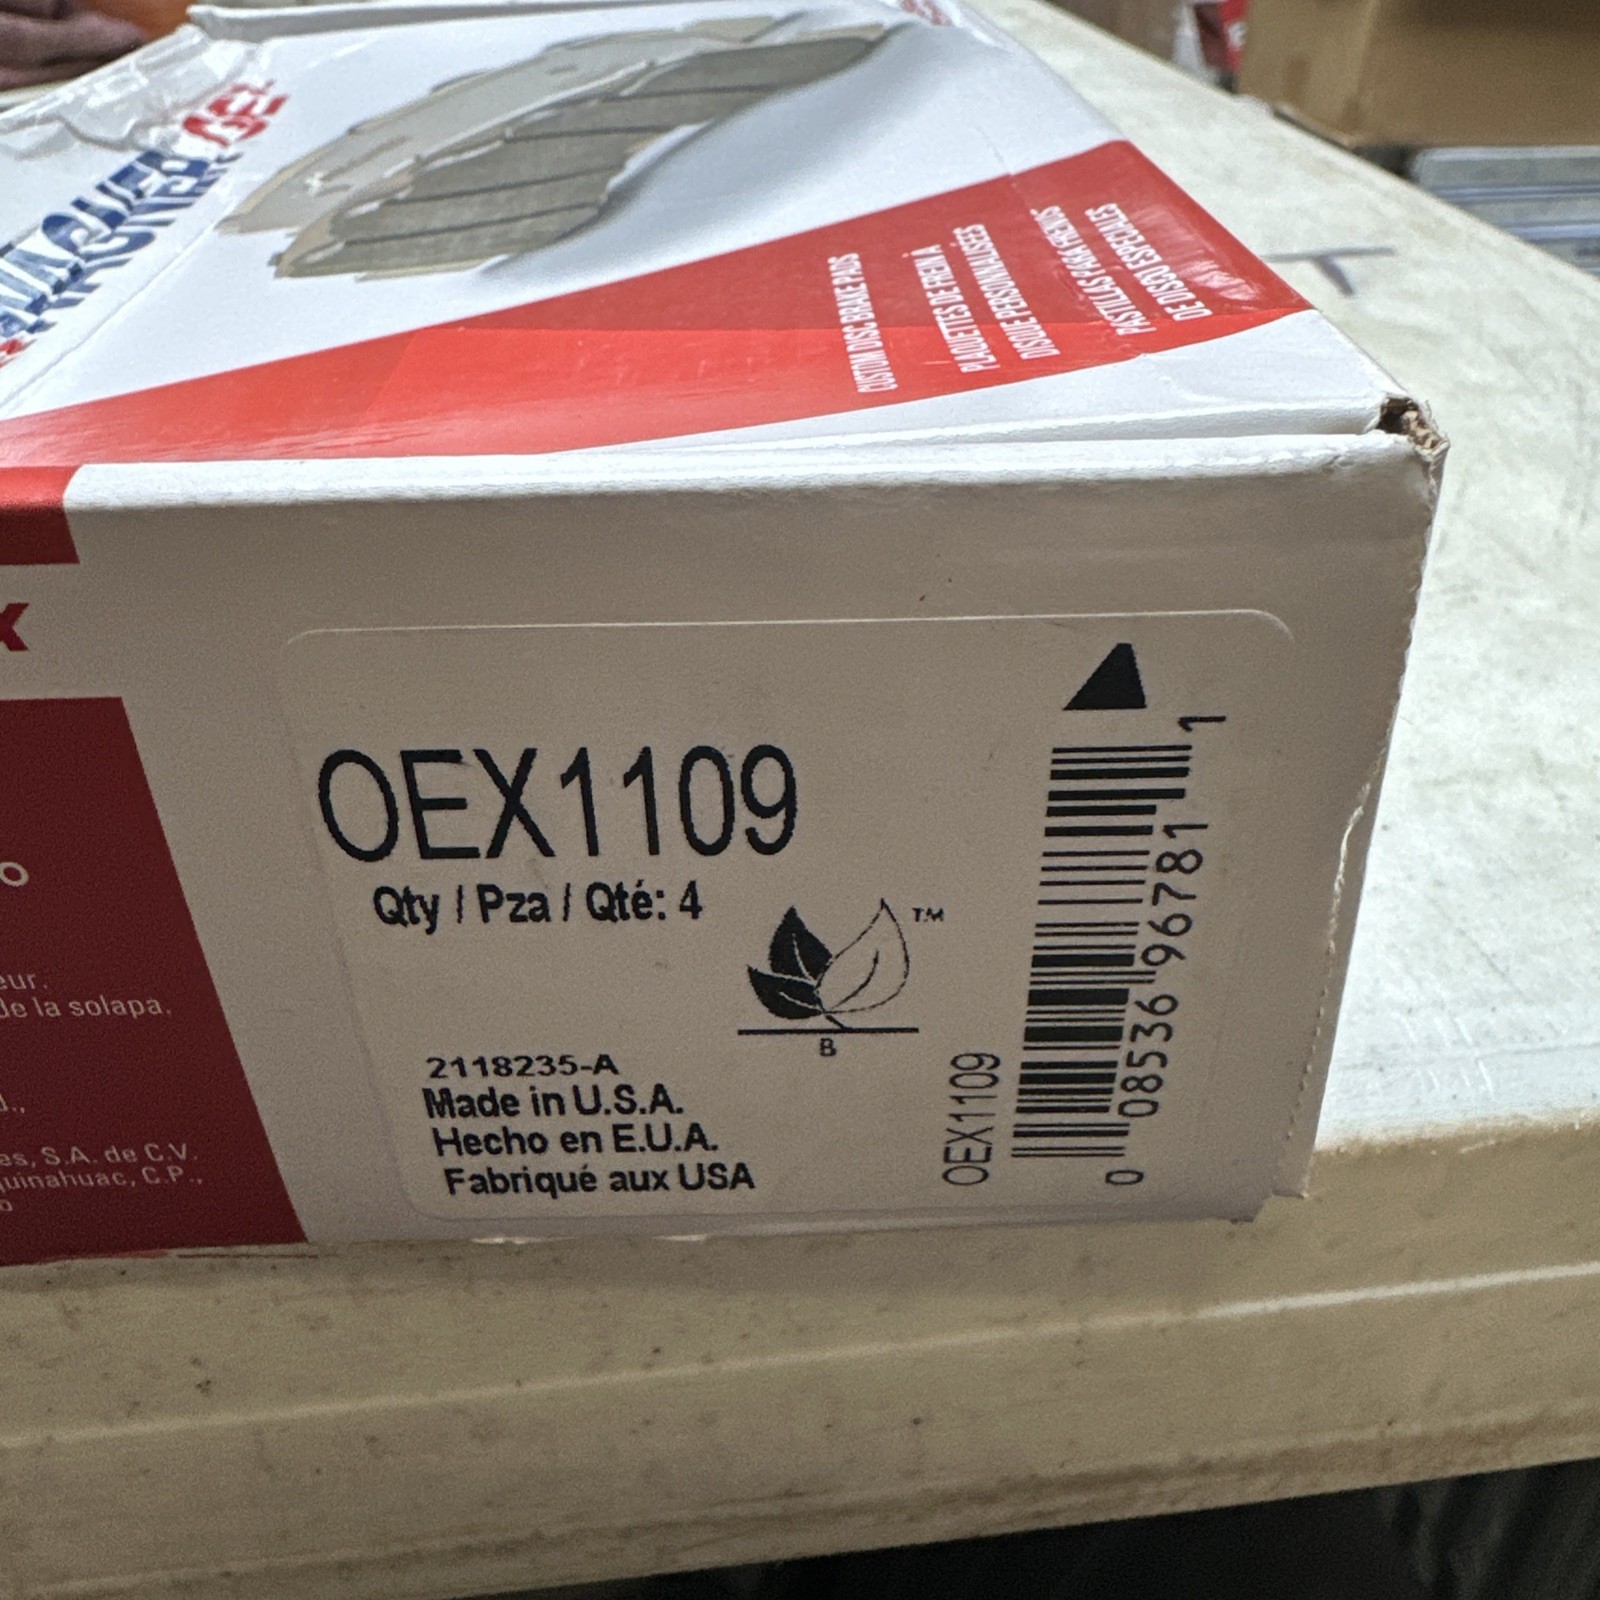 WAGNER OEX
CUSTOM DISC BRAKE PADS
PLAQUETTES DE FREIN À
DISQUE PERSONNALISÉES
PASTILLAS PARA FRENOS
DE DISCO ESPECIALES
x
o
eur.
de la solapa.
es, S.A. de C.V.
quinahuac, C.P.,
OEX1109
Qty / Pza / Qté: 4
TM
B
2118235-A
Made in U.S.A.
Hecho en E.U.A.
Fabriqué aux USA
OEX1109
0 08536 96781 1